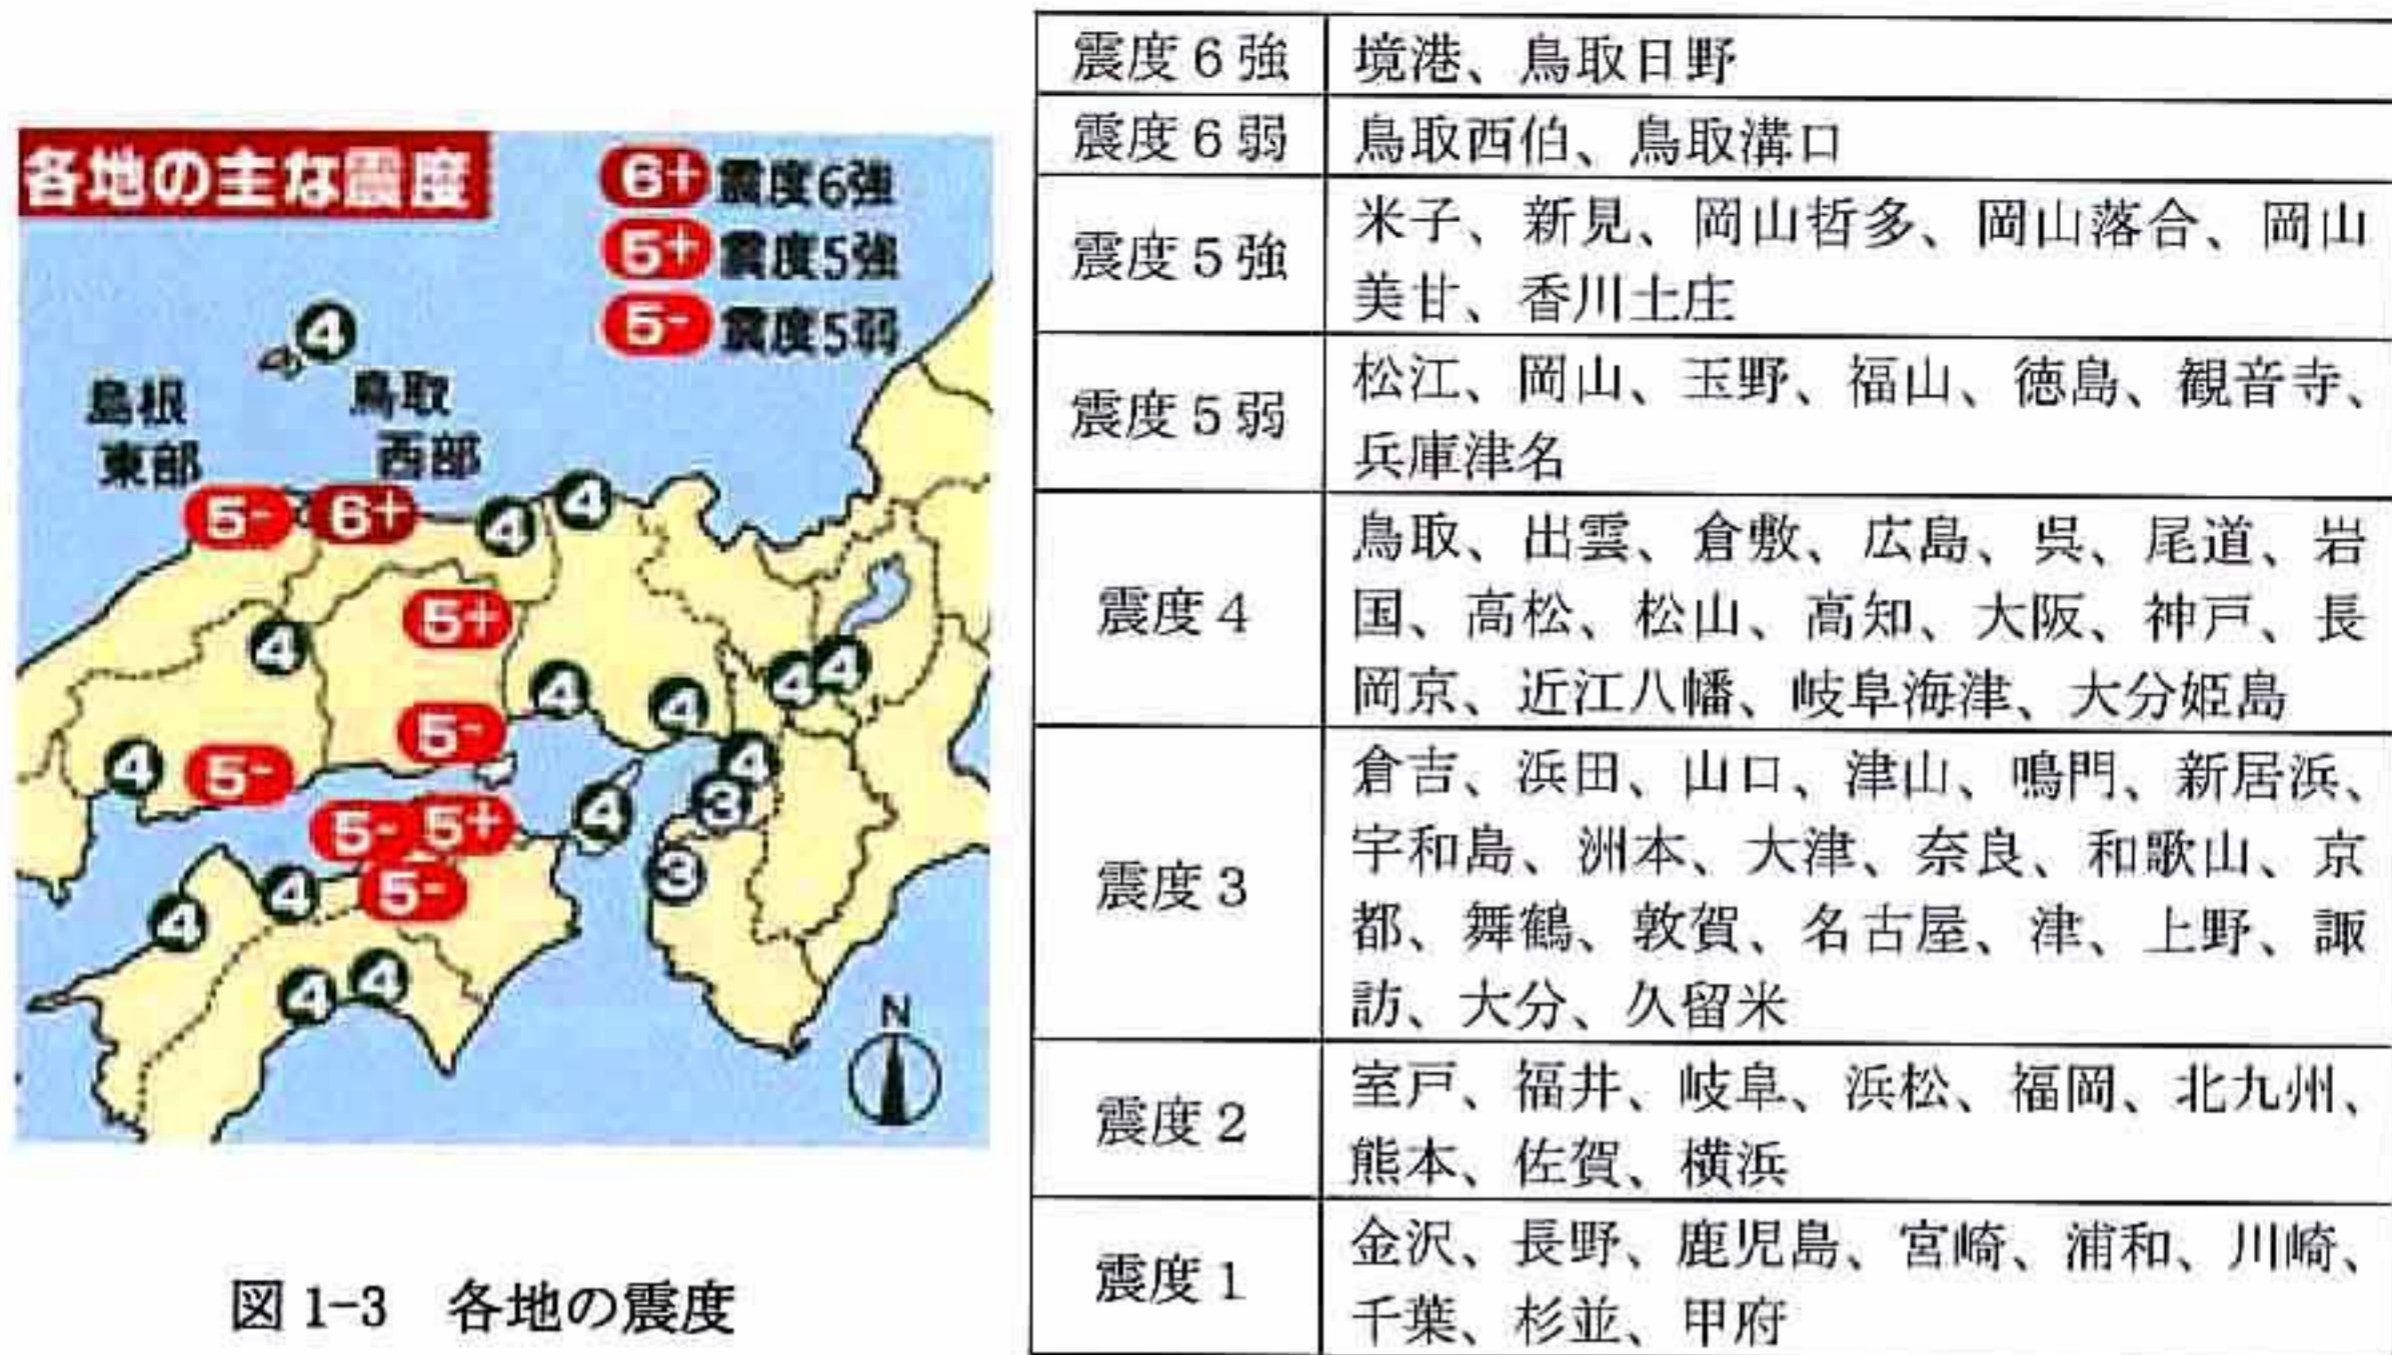 各地の主な震度
6+ 震度6強
5+ 震度5強
5- 震度5弱
4
島根
東部
鳥取
西部
5- 6+ 4 4
5+
4
4 4 4 4
5-
4 5- 4
3
5- 5+ 4
3
4 4 5-
4 4
N
図 1-3 各地の震度
震度6強
境港、鳥取日野
震度6弱
鳥取西伯、鳥取溝口
震度5強
米子、新見、岡山哲多、岡山落合、岡山
美甘、香川土庄
震度5弱
松江、岡山、玉野、福山、徳島、観音寺、
兵庫津名
震度4
鳥取、出雲、倉敷、広島、呉、尾道、岩
国、高松、松山、高知、大阪、神戸、長
岡京、近江八幡、岐阜海津、大分姫島
震度3
倉吉、浜田、山口、津山、鳴門、新居浜、
宇和島、洲本、大津、奈良、和歌山、京
都、舞鶴、敦賀、名古屋、津、上野、諏
訪、大分、久留米
震度2
室戸、福井、岐阜、浜松、福岡、北九州、
熊本、佐賀、横浜
震度1
金沢、長野、鹿児島、宮崎、浦和、川崎、
千葉、杉並、甲府